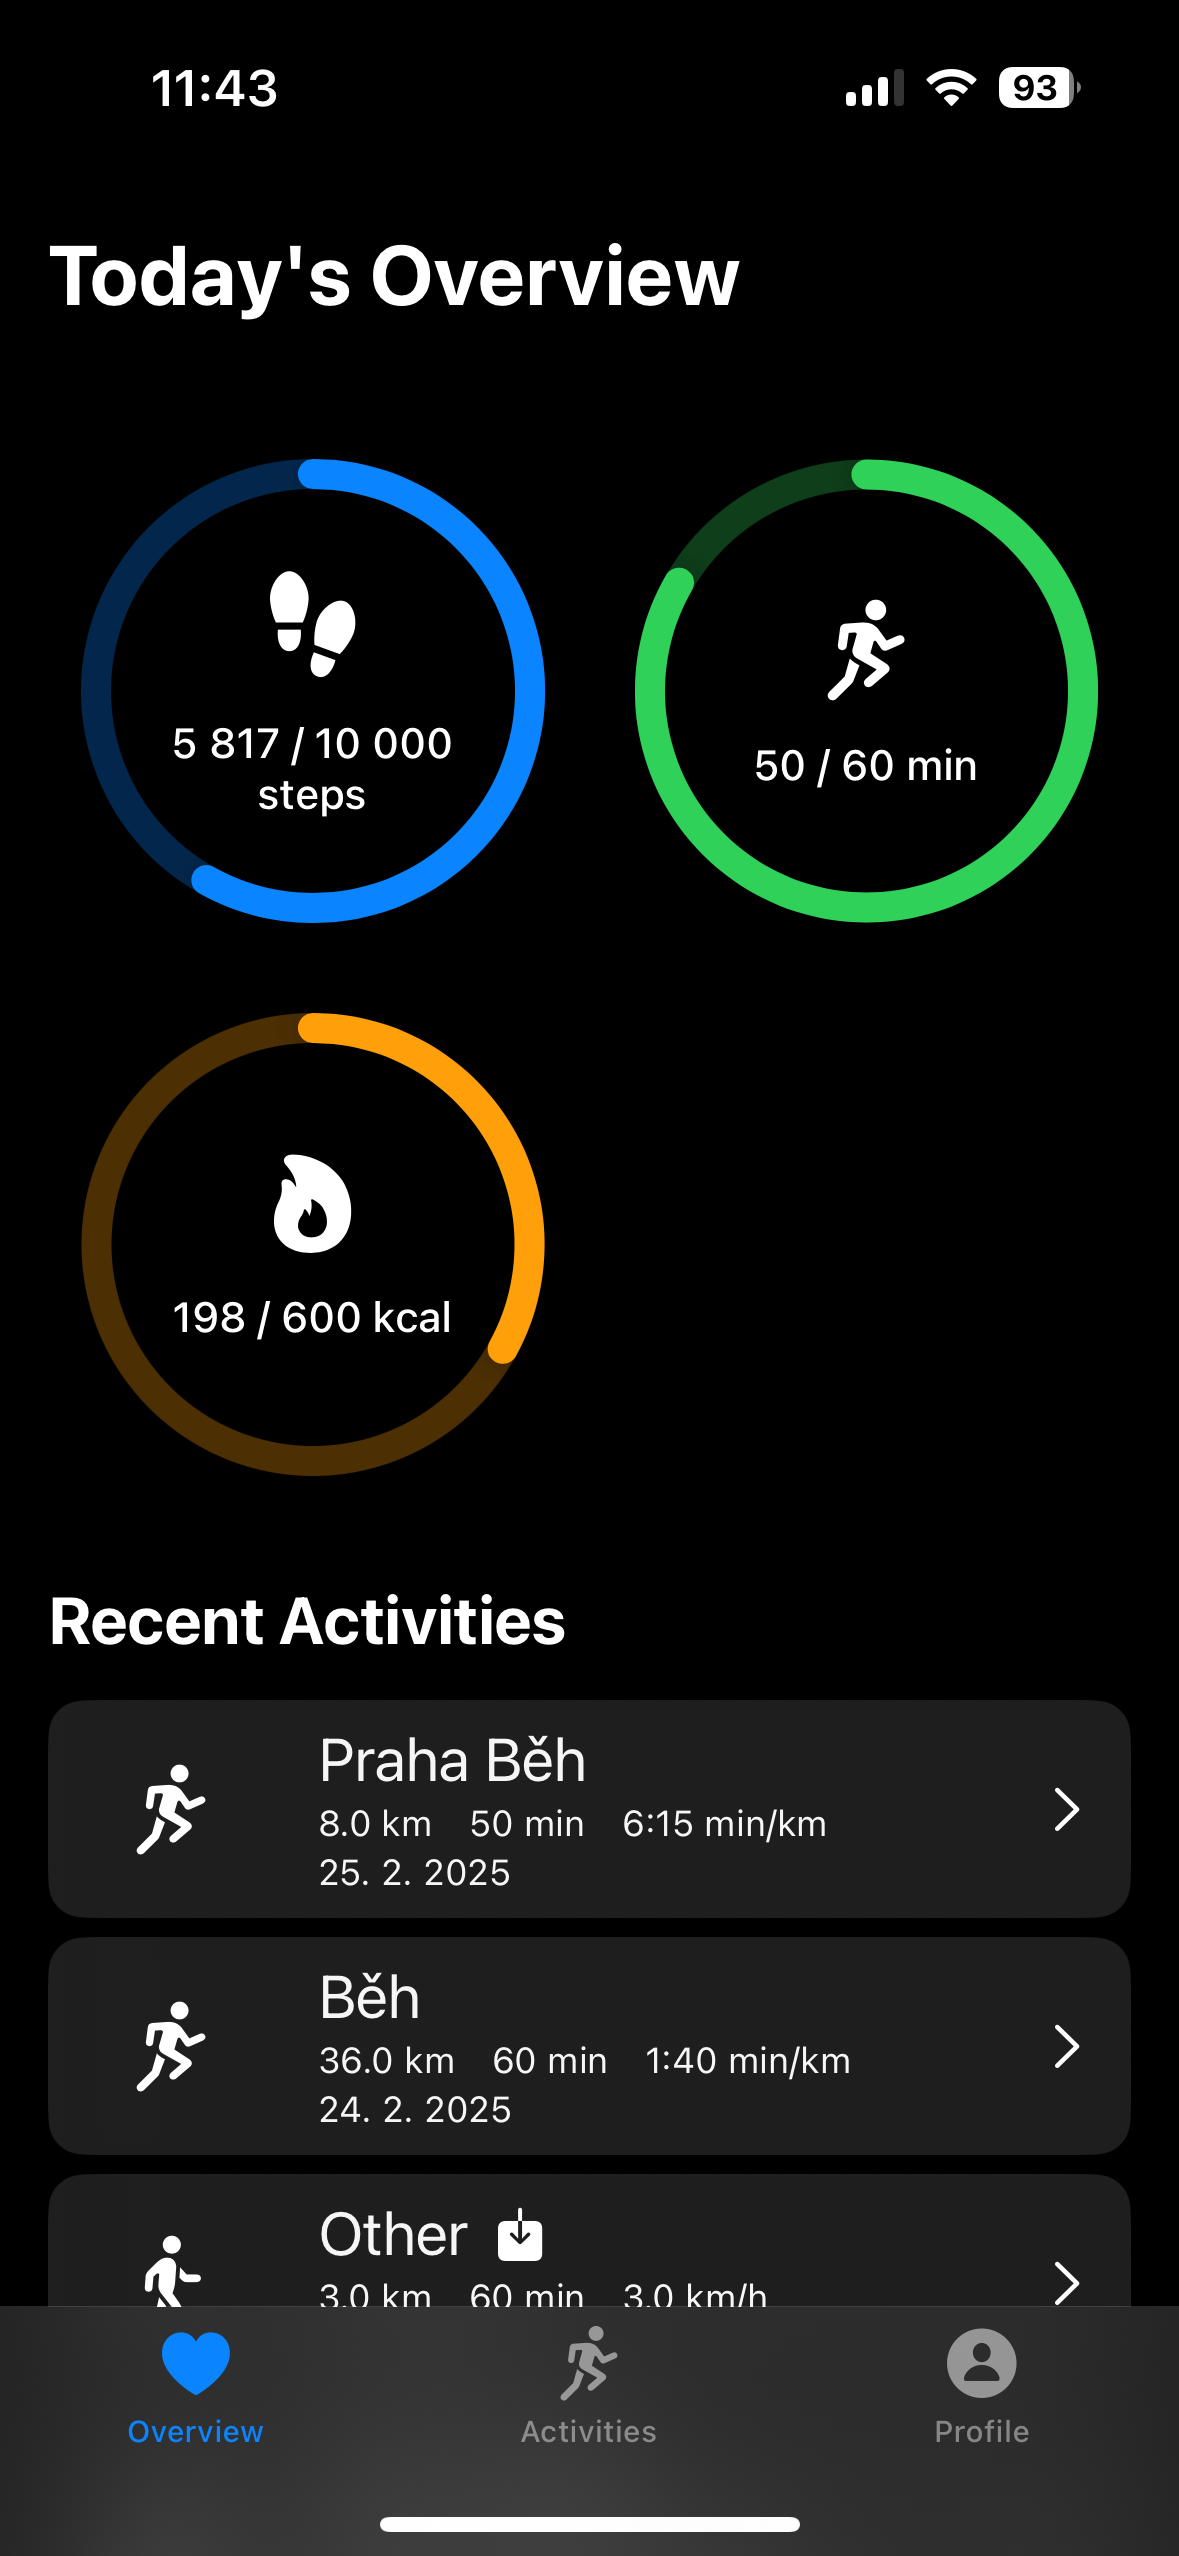 11:43
93
Today's Overview
5 817 / 10 000
steps
50 / 60 min
198 / 600 kcal
Recent Activities
Praha Běh
8.0 km 50 min 6:15 min/km
25. 2. 2025
Běh
36.0 km 60 min 1:40 min/km
24. 2. 2025
Other
3.0 km 60 min 3.0 km/h
Overview
Activities
Profile